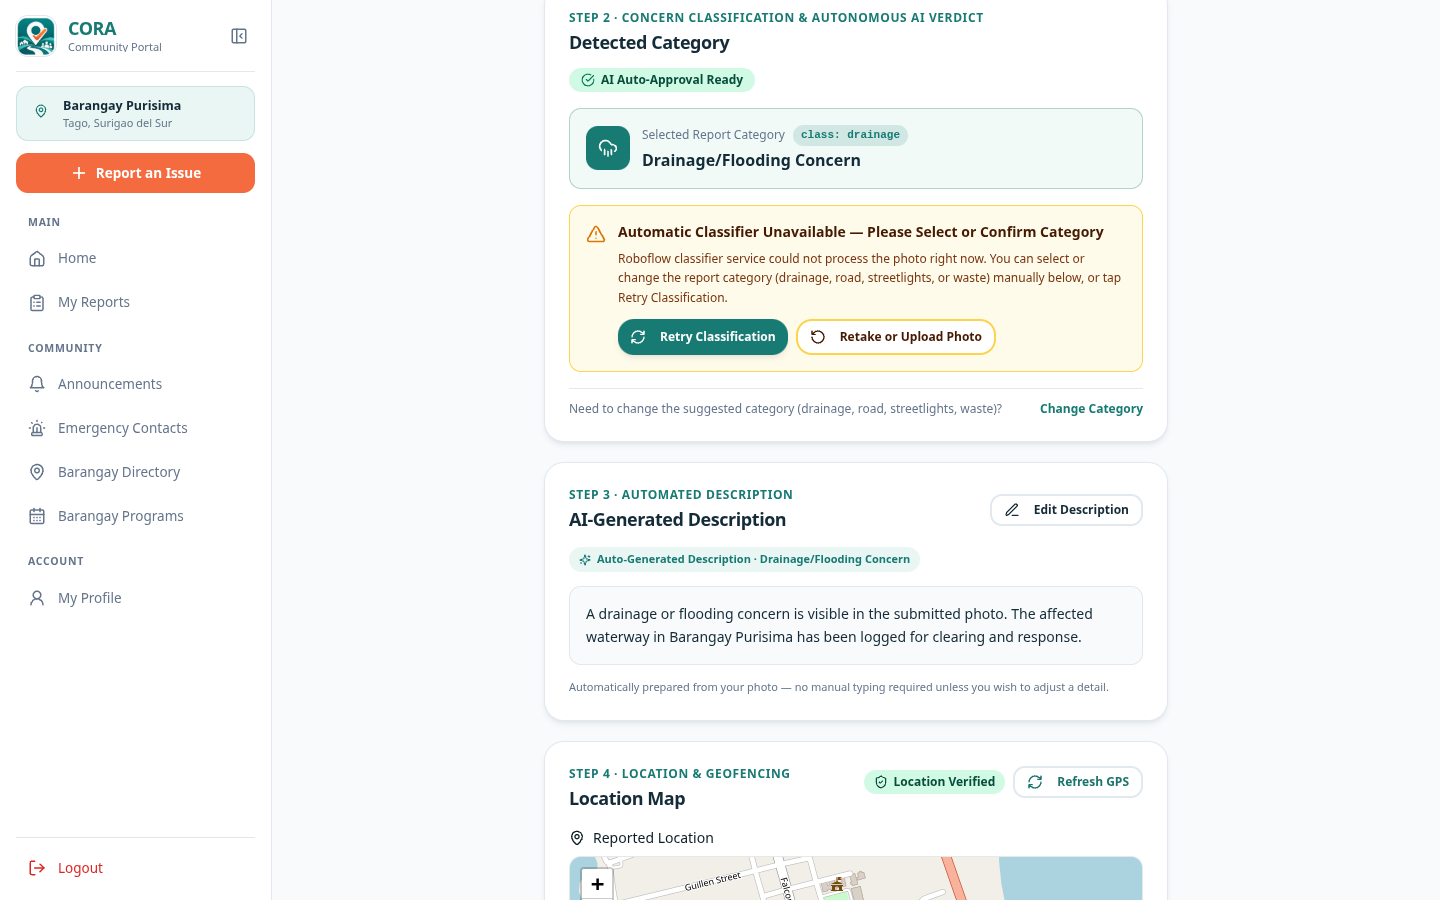 CORA
Community Portal
Barangay Purisima
Tago, Surigao del Sur
Report an Issue
MAIN
Home
My Reports
COMMUNITY
Announcements
Emergency Contacts
Barangay Directory
Barangay Programs
ACCOUNT
My Profile
Logout
STEP 2 · CONCERN CLASSIFICATION & AUTONOMOUS AI VERDICT
Detected Category
AI Auto-Approval Ready
Selected Report Category class: drainage
Drainage/Flooding Concern
Automatic Classifier Unavailable — Please Select or Confirm Category
Roboflow classifier service could not process the photo right now. You can select or
change the report category (drainage, road, streetlights, or waste) manually below, or tap
Retry Classification.
Retry Classification
Retake or Upload Photo
Need to change the suggested category (drainage, road, streetlights, waste)?
Change Category
STEP 3 · AUTOMATED DESCRIPTION
AI-Generated Description
Edit Description
Auto-Generated Description · Drainage/Flooding Concern
A drainage or flooding concern is visible in the submitted photo. The affected
waterway in Barangay Purisima has been logged for clearing and response.
Automatically prepared from your photo — no manual typing required unless you wish to adjust a detail.
STEP 4 · LOCATION & GEOFENCING
Location Map
Location Verified
Refresh GPS
Reported Location
+
Guillen Street